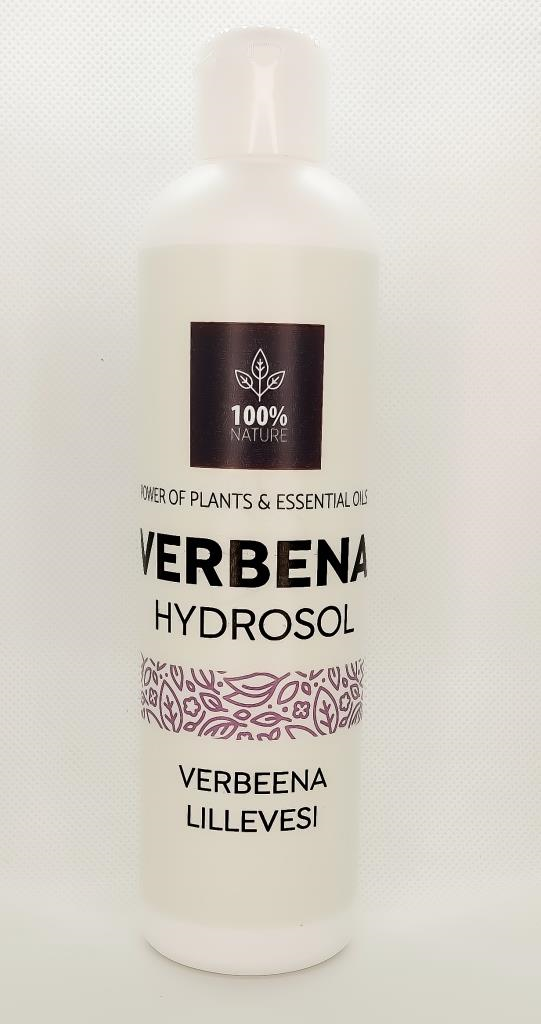 100%
NATURE
POWER OF PLANTS & ESSENTIAL OILS
VERBENA
HYDROSOL
VERBEENA
LILLEVESI